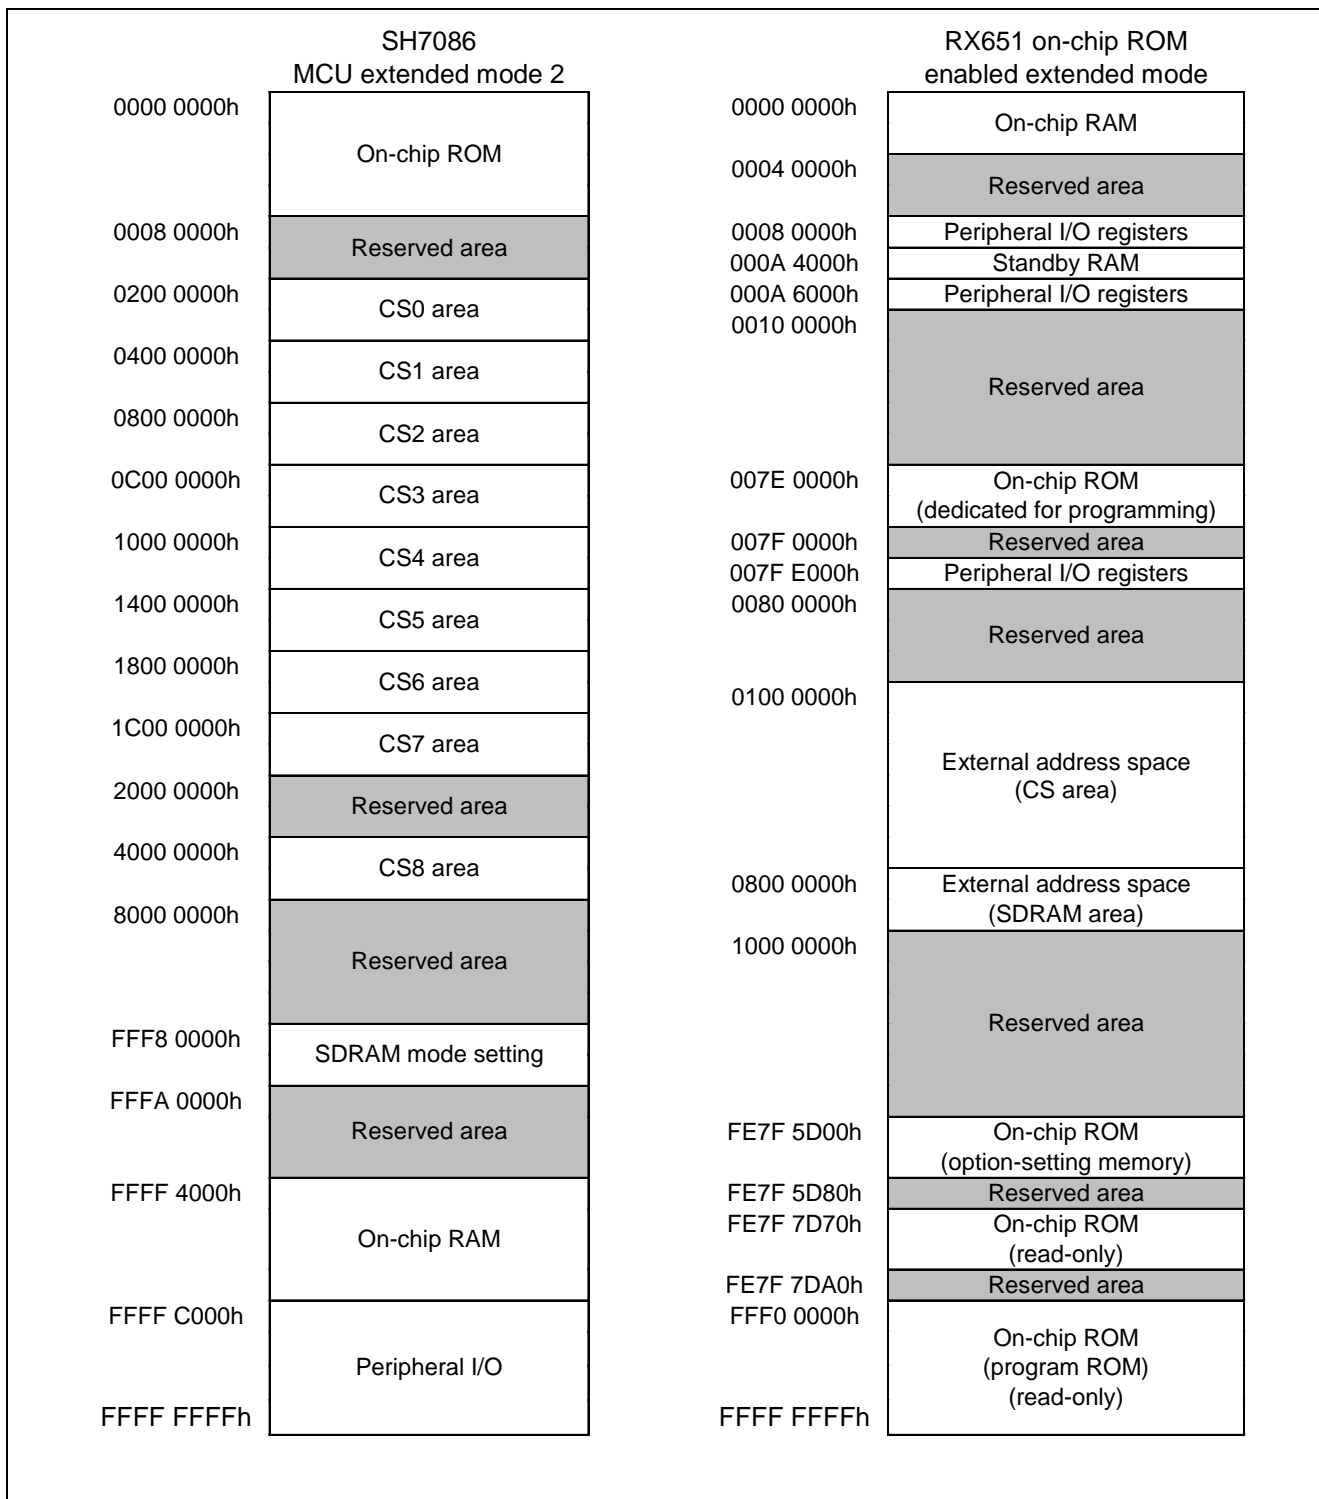 SH7086
MCU extended mode 2
0000 0000h
On-chip ROM
0008 0000h
Reserved area
0200 0000h
CS0 area
0400 0000h
CS1 area
0800 0000h
CS2 area
0C00 0000h
CS3 area
1000 0000h
CS4 area
1400 0000h
CS5 area
1800 0000h
CS6 area
1C00 0000h
CS7 area
2000 0000h
Reserved area
4000 0000h
CS8 area
8000 0000h
Reserved area
FFF8 0000h
SDRAM mode setting
FFFA 0000h
Reserved area
FFFF 4000h
On-chip RAM
FFFF C000h
Peripheral I/O
FFFF FFFFh
RX651 on-chip ROM
enabled extended mode
0000 0000h
On-chip RAM
0004 0000h
Reserved area
0008 0000h
Peripheral I/O registers
000A 4000h
Standby RAM
000A 6000h
Peripheral I/O registers
0010 0000h
Reserved area
007E 0000h
On-chip ROM
(dedicated for programming)
007F 0000h
Reserved area
007F E000h
Peripheral I/O registers
0080 0000h
Reserved area
0100 0000h
External address space
(CS area)
0800 0000h
External address space
(SDRAM area)
1000 0000h
Reserved area
FE7F 5D00h
On-chip ROM
(option-setting memory)
FE7F 5D80h
Reserved area
FE7F 7D70h
On-chip ROM
(read-only)
FE7F 7DA0h
Reserved area
FFF0 0000h
On-chip ROM
(program ROM)
(read-only)
FFFF FFFFh